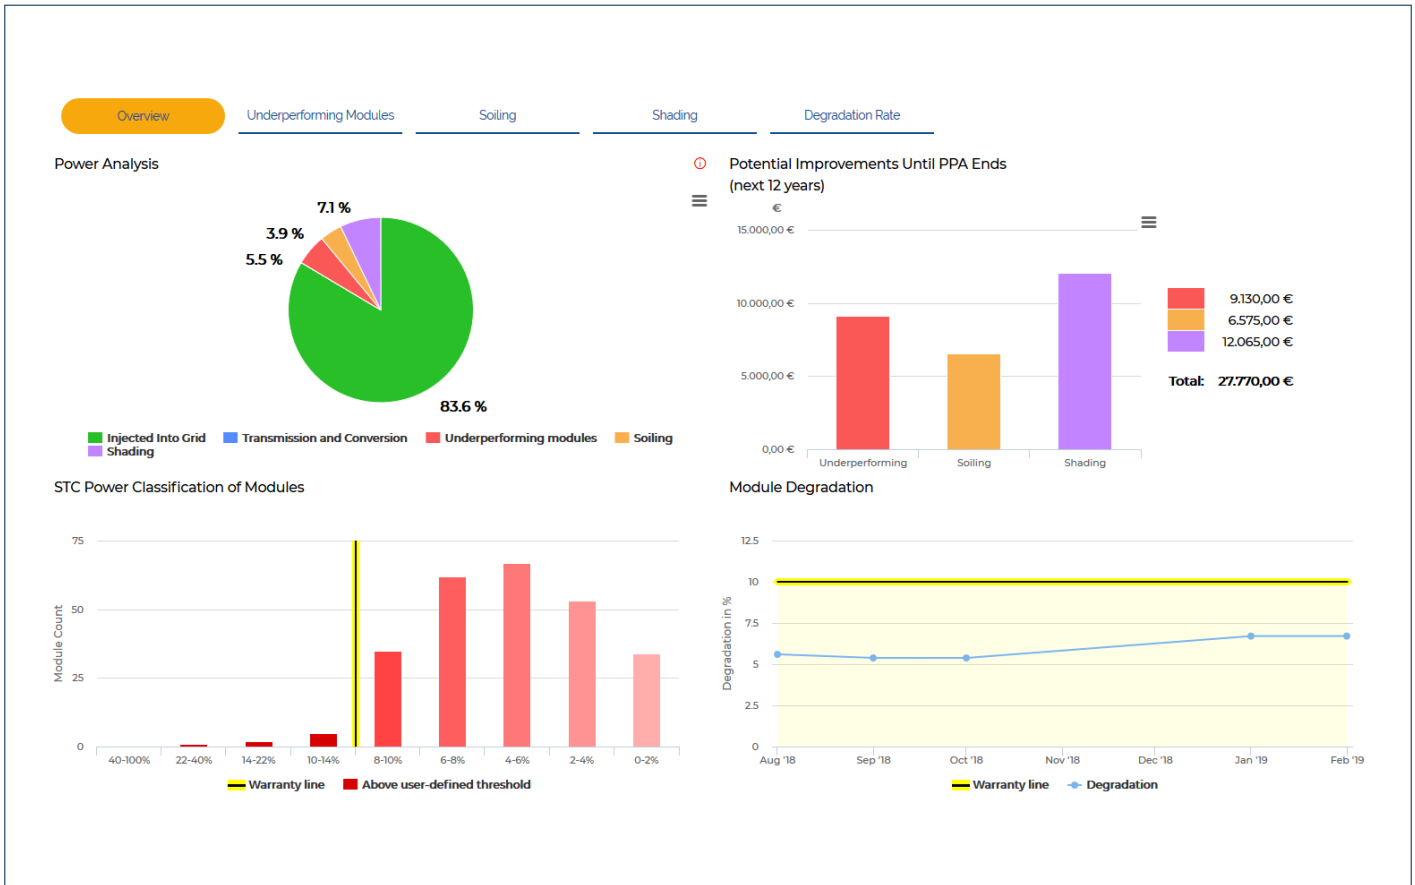 Overview
Underperforming Modules
Soiling
Shading
Degradation Rate
Power Analysis
7.1 %
3.9 %
5.5 %
83.6 %
Injected Into Grid
Transmission and Conversion
Underperforming modules
Soiling
Shading
Potential Improvements Until PPA Ends
(next 12 years)
€
15.000,00 €
10.000,00 €
5.000,00 €
0,00 €
Underperforming
Soiling
Shading
9.130,00 €
6.575,00 €
12.065,00 €
Total: 27.770,00 €
STC Power Classification of Modules
Module Count
75
50
25
0
40-100%
22-40%
14-22%
10-14%
8-10%
6-8%
4-6%
2-4%
0-2%
Warranty line
Above user-defined threshold
Module Degradation
Degradation in %
12.5
10
7.5
5
2.5
0
Aug '18
Sep '18
Oct '18
Nov '18
Dec '18
Jan '19
Feb '19
Warranty line
Degradation